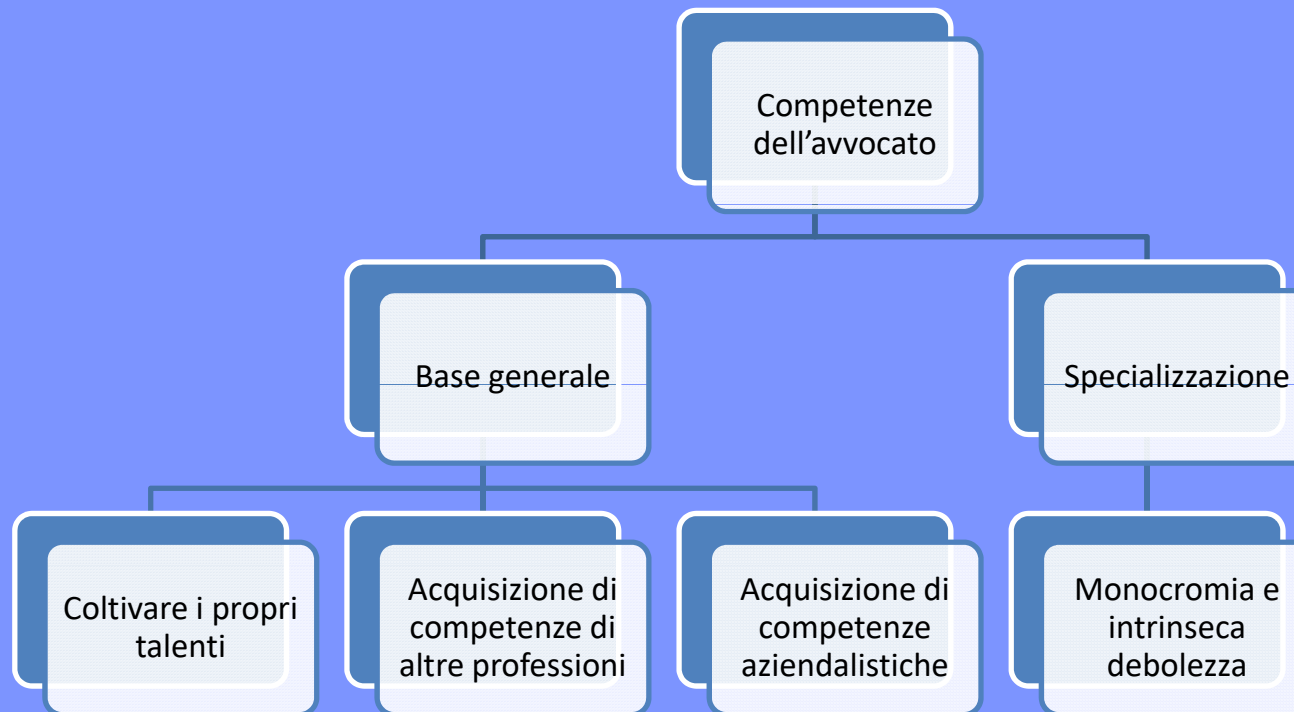 Competenze
dell’avvocato
Base generale
Specializzazione
Coltivare i propri
talenti
Acquisizione di
competenze di
altre professioni
Acquisizione di
competenze
aziendalistiche
Monocromia e
intrinseca
debolezza